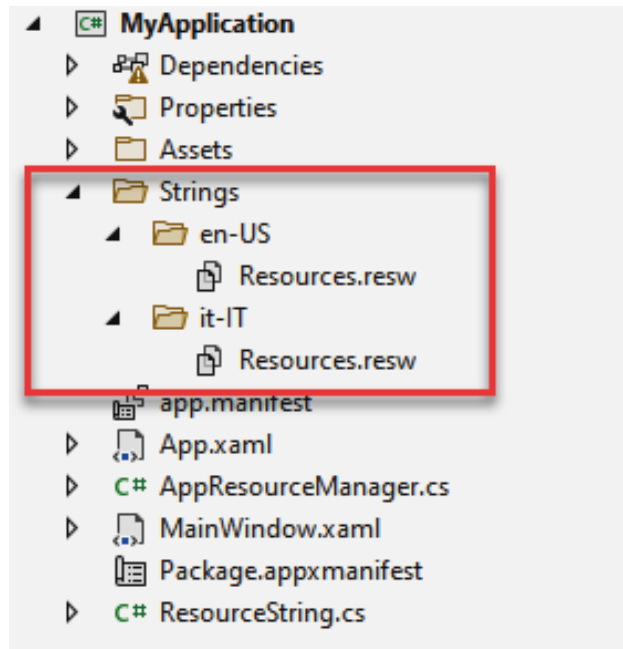 C# MyApplication
Dependencies
Properties
Assets
Strings
en-US
Resources.resw
it-IT
Resources.resw
app.manifest
App.xaml
C# AppResourceManager.cs
MainWindow.xaml
Package.appxmanifest
C# ResourceString.cs